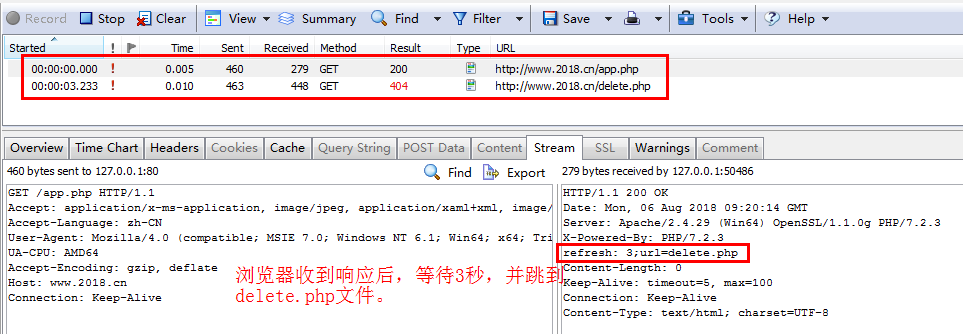 Record Stop Clear View Summary Find Filter Save Tools Help
Started ! Time Sent Received Method Result Type URL
00:00:00.000 ! 0.005 460 279 GET 200 http://www.2018.cn/app.php
00:00:03.233 ! 0.010 463 448 GET 404 http://www.2018.cn/delete.php
Overview Time Chart Headers Cookies Cache Query String POST Data Content Stream SSL Warnings Comment
460 bytes sent to 127.0.0.1:80 Find Export
GET /app.php HTTP/1.1
Accept: application/x-ms-application, image/jpeg, application/xaml+xml, image/
Accept-Language: zh-CN
User-Agent: Mozilla/4.0 (compatible; MSIE 7.0; Windows NT 6.1; Win64; x64; Tri
UA-CPU: AMD64
Accept-Encoding: gzip, deflate
Host: www.2018.cn
Connection: Keep-Alive
浏览器收到响应后，等待3秒，并跳到
delete.php文件。
279 bytes received by 127.0.0.1:50486
HTTP/1.1 200 OK
Date: Mon, 06 Aug 2018 09:20:14 GMT
Server: Apache/2.4.29 (Win64) OpenSSL/1.1.0g PHP/7.2.3
X-Powered-By: PHP/7.2.3
refresh: 3;url=delete.php
Content-Length: 0
Keep-Alive: timeout=5, max=100
Connection: Keep-Alive
Content-Type: text/html; charset=UTF-8